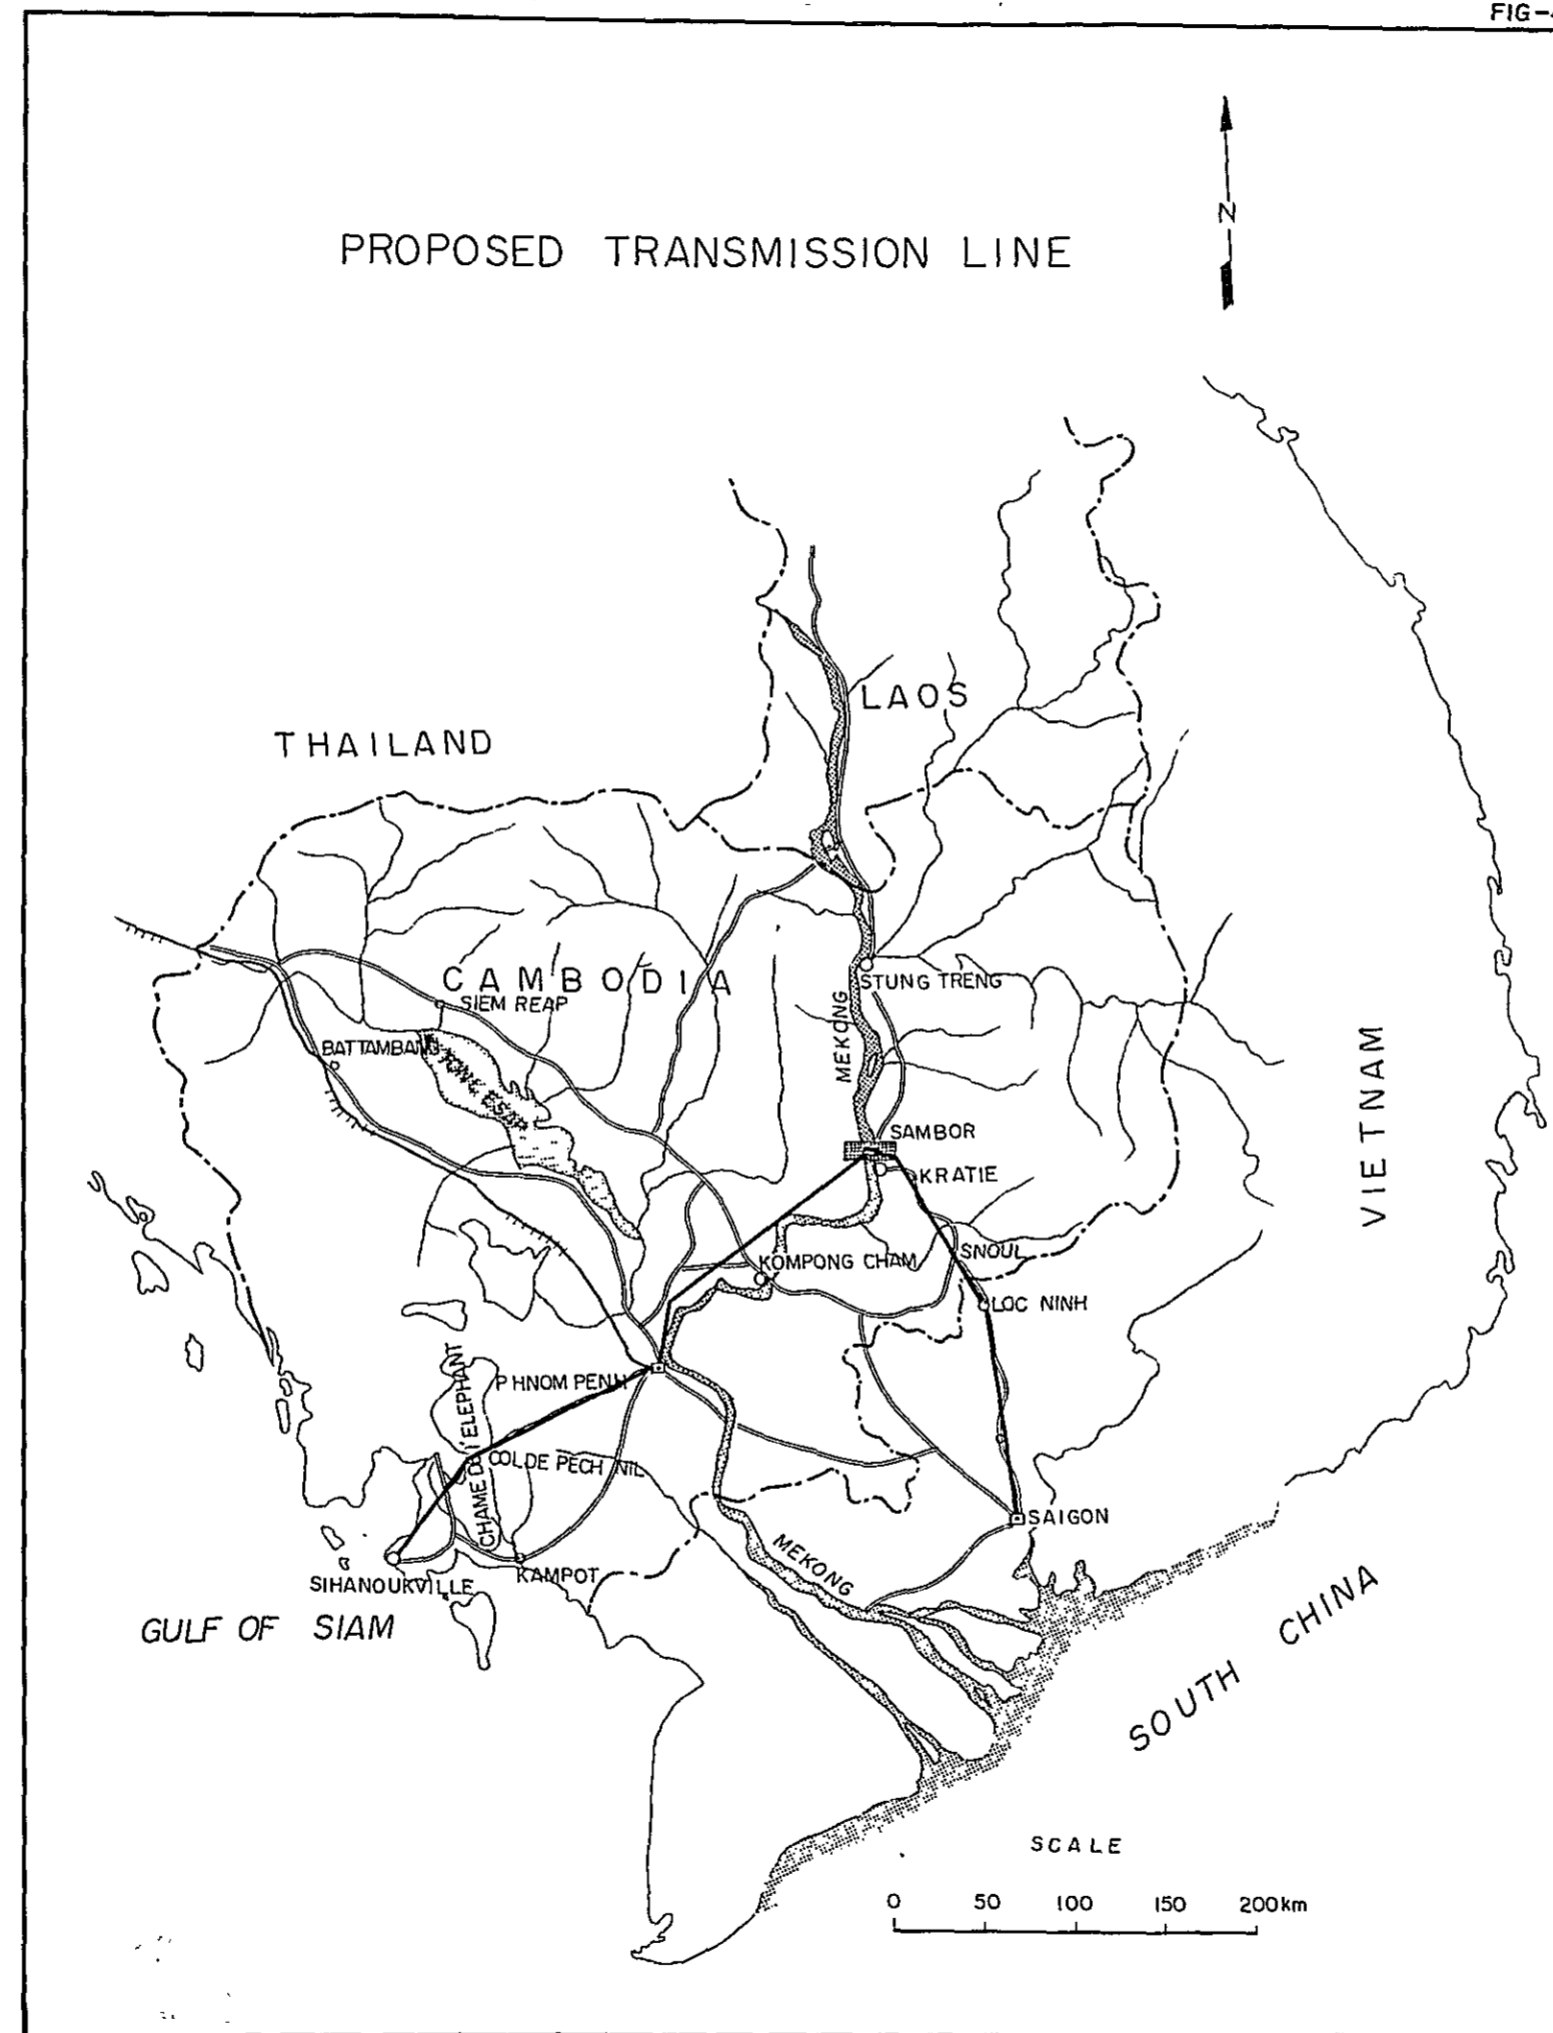 FIG-
N
PROPOSED TRANSMISSION LINE
LAOS
THAILAND
CAMBODIA
STUNG TRENG
SIEM REAP
MEKONG
BATTAMBANG
VIETNAM
SAMBOR
KRATIE
SNOUL
KOMPONG CHAM
LOC NINH
PHNOM PENH
COL DE PECH NIL
SAIGON
MEKONG
KAMPOT
SIHANOUKVILLE
GULF OF SIAM
SOUTH CHINA
SCALE
0 50 100 150 200km